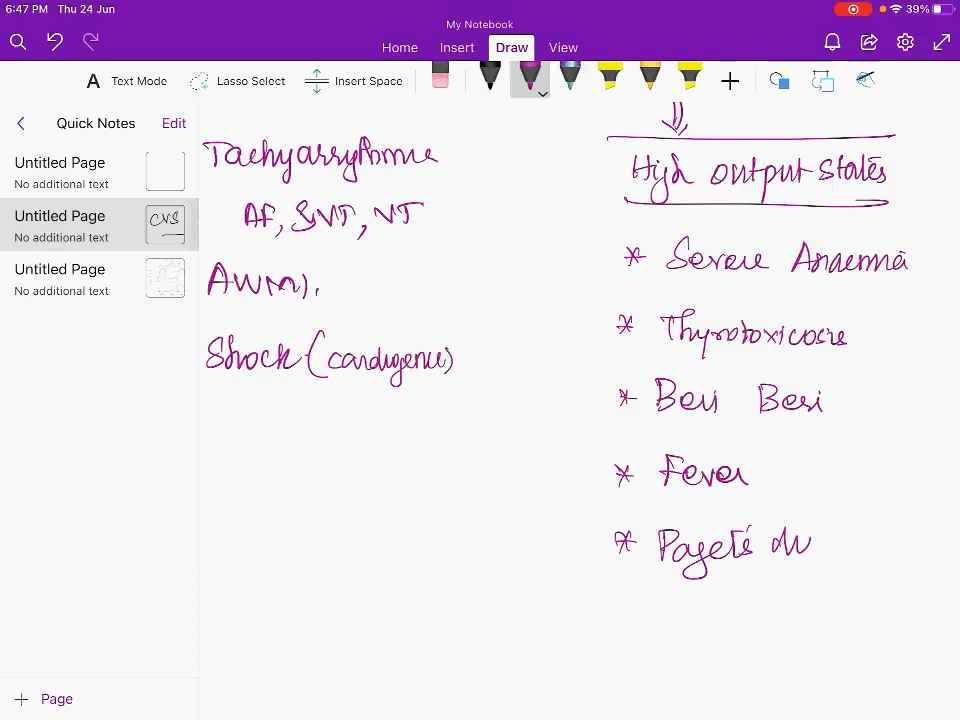 6:47 PM Thu 24 Jun
39%
My Notebook
Home Insert Draw View
Text Mode Lasso Select Insert Space
Quick Notes Edit
Untitled Page
No additional text
Untitled Page
No additional text
CNS
Untitled Page
No additional text
Page
Tachyarrythmia
AF, SVT, VT
AWMI,
Shock (cardiogenic)
High output states
* Severe Anaemia
* Thyrotoxicosis
* Beri Beri
* Fever
* Paget's